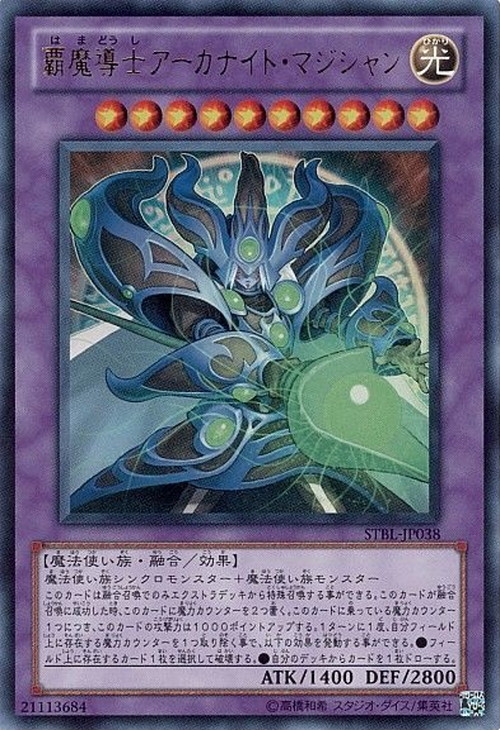 覇魔導士アーカナイト・マジシャン
光
STBL-JP038
【魔法使い族・融合／効果】
魔法使い族シンクロモンスター＋魔法使い族モンスター
このカードは融合召喚でのみエクストラデッキから特殊召喚する事ができる。このカードが融合
召喚に成功した時、このカードに魔力カウンターを２つ置く。このカードに乗っている魔力カウンター
１つにつき、このカードの攻撃力は１０００ポイントアップする。１ターンに１度、自分フィールド
上に存在する魔力カウンターを１つ取り除く事で、以下の効果を発動する事ができる。●フィー
ルド上に存在するカード１枚を選択して破壊する。●自分のデッキからカードを１枚ドローする。
ATK/1400 DEF/2800
21113684
©高橋和希 スタジオ・ダイス/集英社